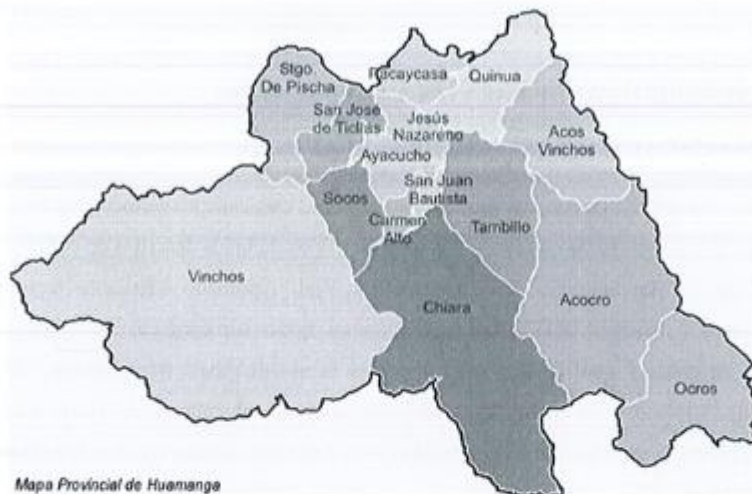 Stgo.
De Pischa
Pacaycasa
Quinua
San José
de Ticllas
Jesús
Nazareno
Acos
Vinchos
Ayacucho
Socos
San Juan
Bautista
Carmen
Alto
Tambillo
Vinchos
Chiara
Acocro
Ocros
Mapa Provincial de Huamanga